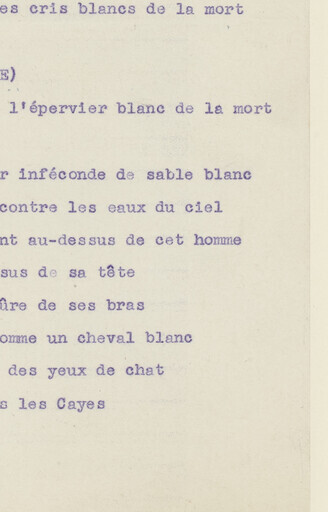 es cris blancs de la mort
E)
l'épervier blanc de la mort
r inféconde de sable blanc
contre les eaux du ciel
nt au-dessus de cet homme
sus de sa tête
ûre de ses bras
omme un cheval blanc
des yeux de chat
s les Cayes